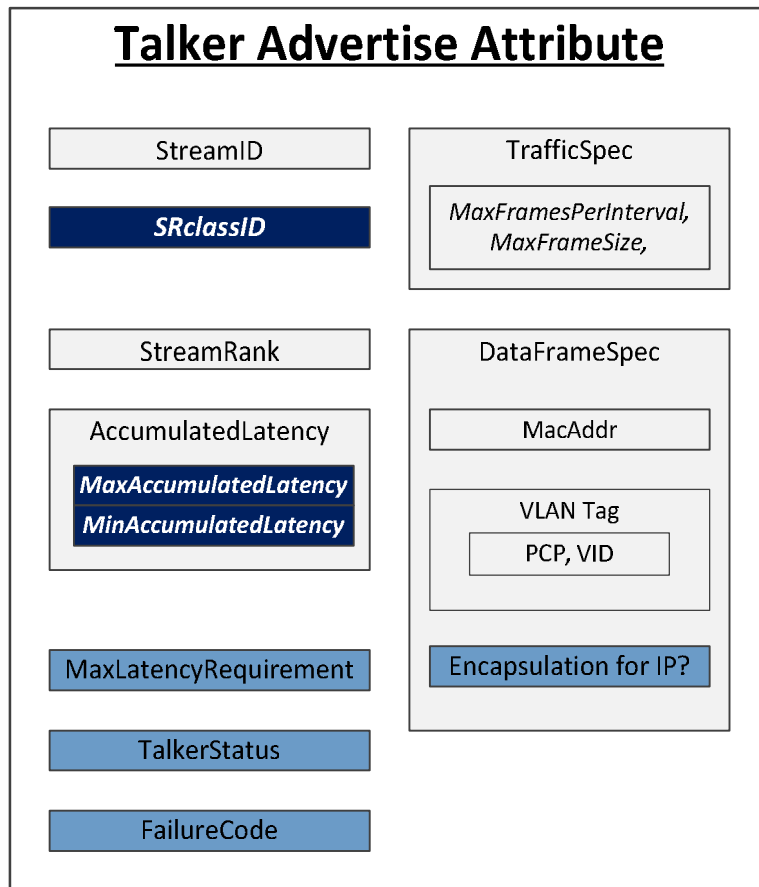 Talker Advertise Attribute
StreamID
SRclassID
StreamRank
AccumulatedLatency
MaxAccumulatedLatency
MinAccumulatedLatency
MaxLatencyRequirement
TalkerStatus
FailureCode
TrafficSpec
MaxFramesPerInterval,
MaxFrameSize,
DataFrameSpec
MacAddr
VLAN Tag
PCP, VID
Encapsulation for IP?